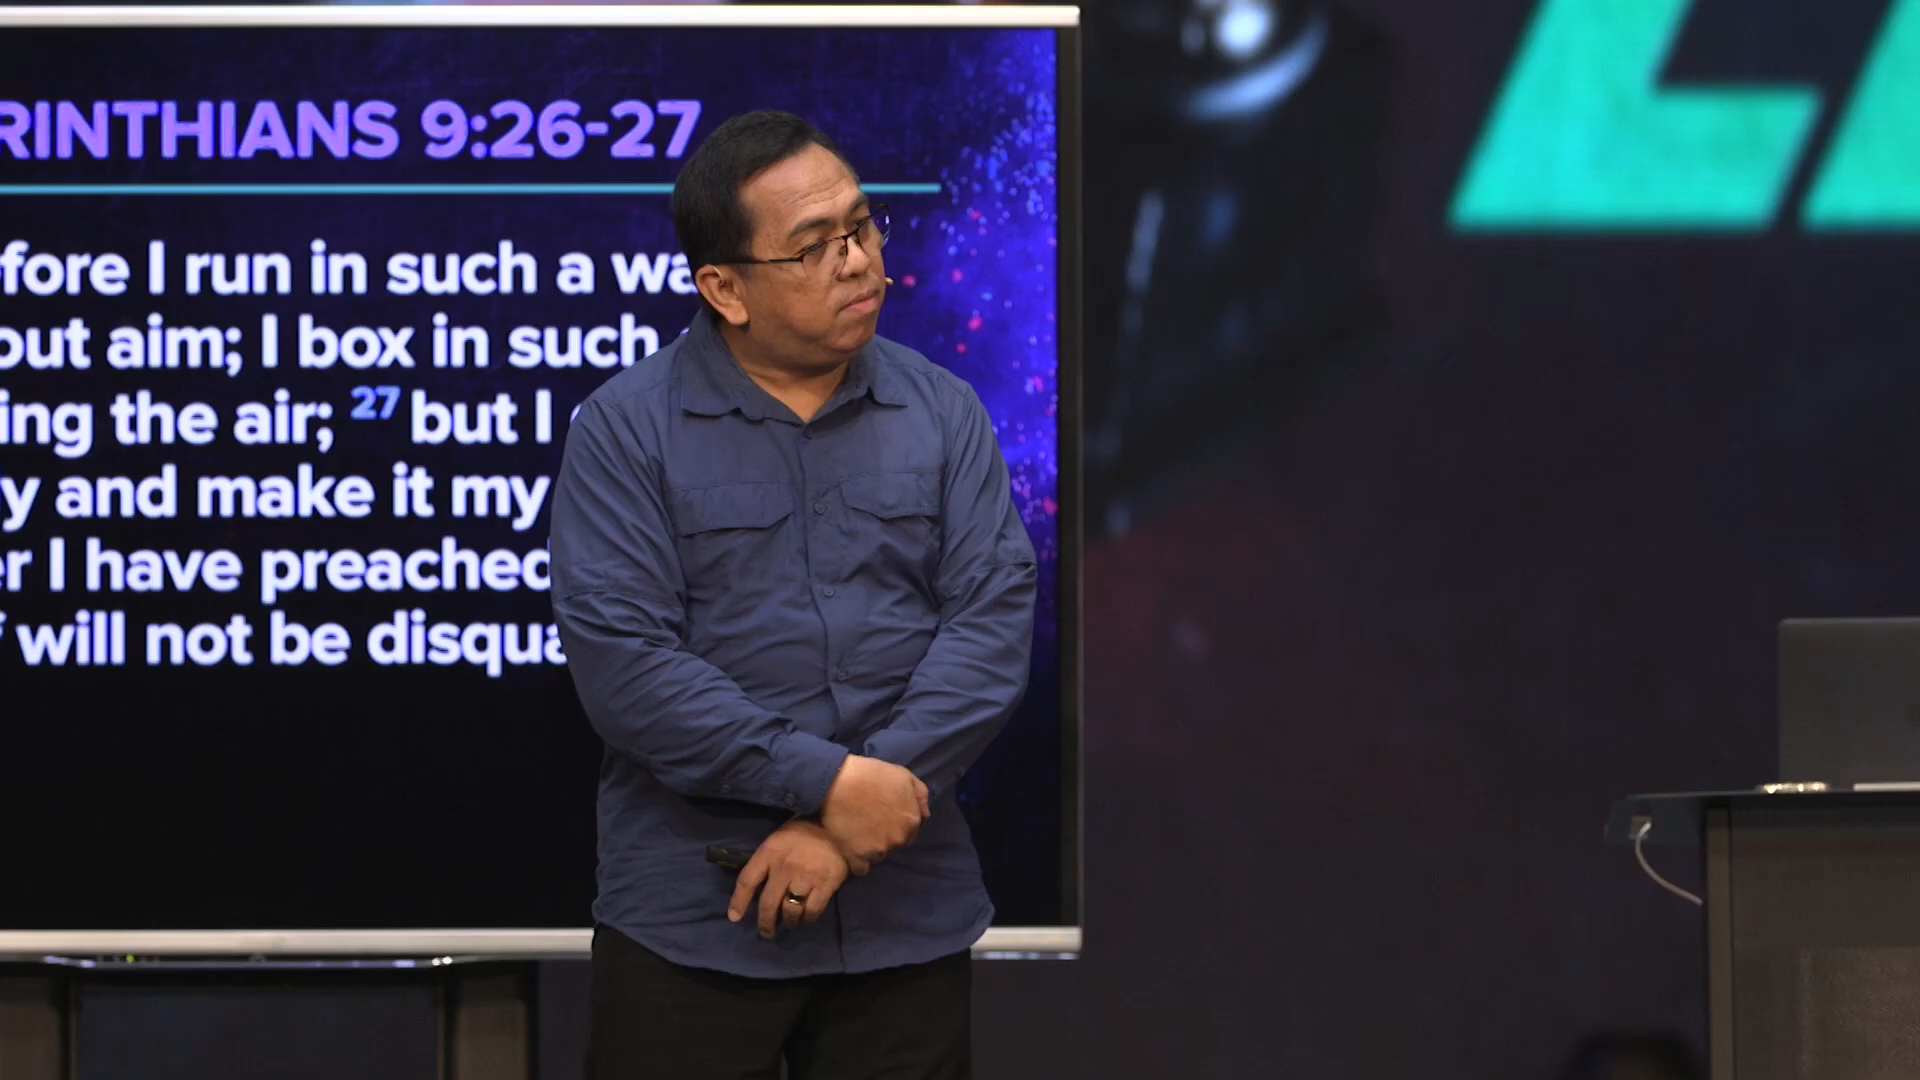 RINTHIANS 9:26-27
fore I run in such a wa
out aim; I box in such
ing the air; 27 but I
y and make it my
er I have preached
will not be disqua